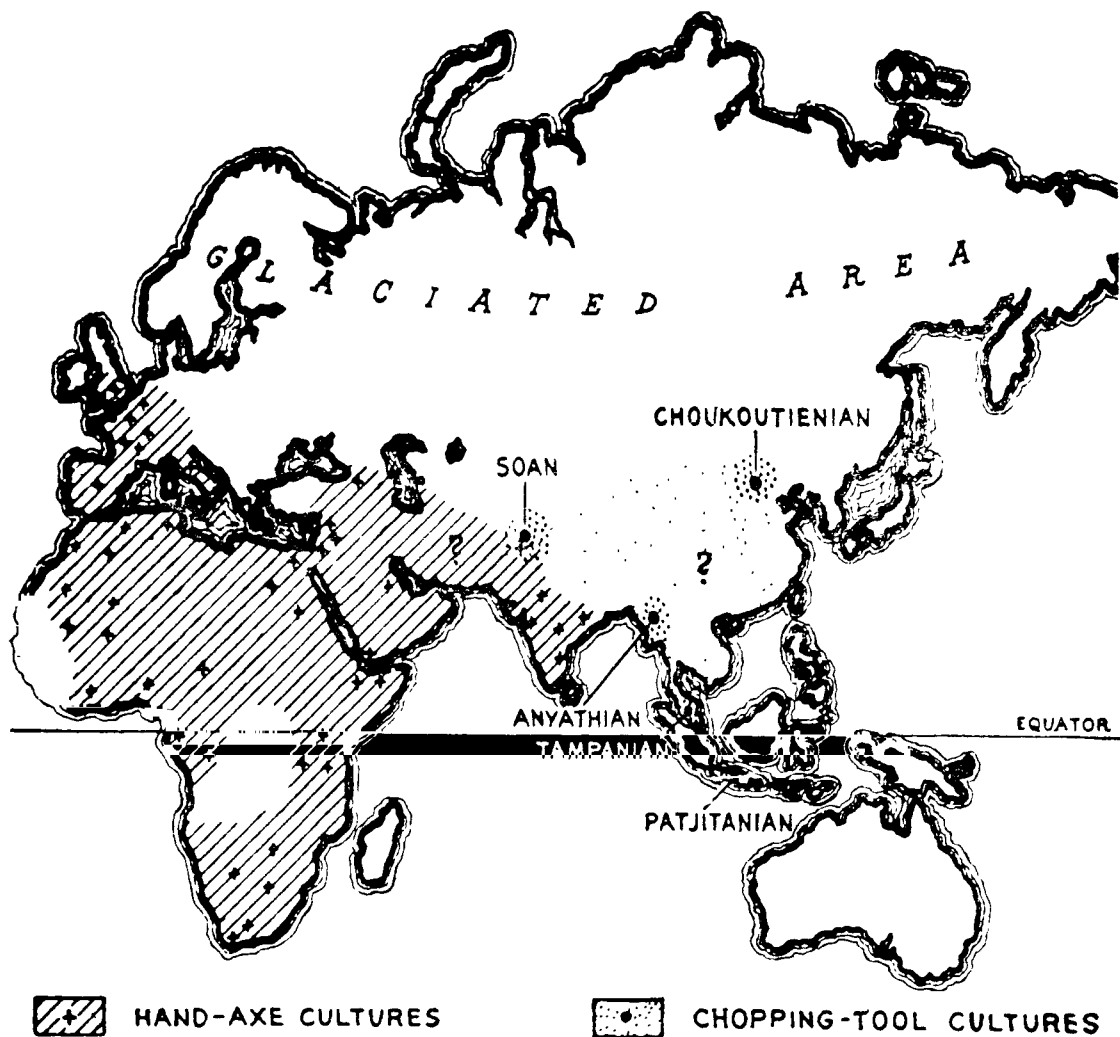 GLACIATED AREA
CHOUKOUTIENIAN
SOAN
?
?
ANYATHIAN
EQUATOR
TAMPANIAN
PATJITANIAN
HAND-AXE CULTURES
CHOPPING-TOOL CULTURES